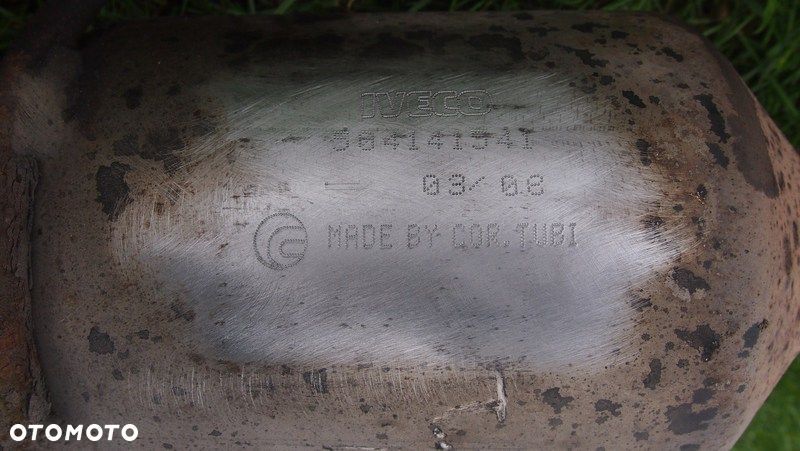 IVECO
504141541
03/08
MADE BY COR.TUBI
OTOMOTO